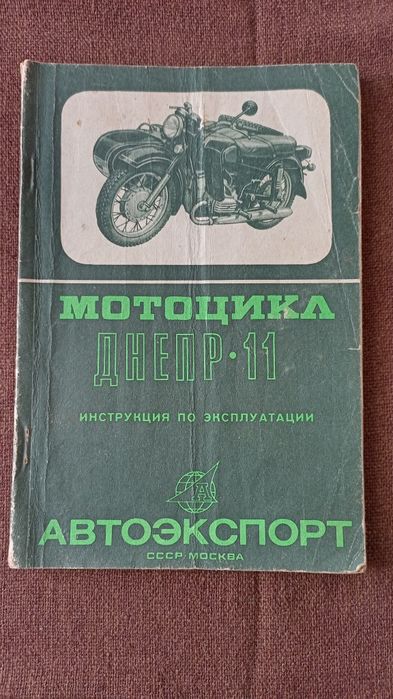 МОТОЦИКЛ
ДНЕПР·11
ИНСТРУКЦИЯ ПО ЭКСПЛУАТАЦИИ
АВТОЭКСПОРТ
СССР·МОСКВА